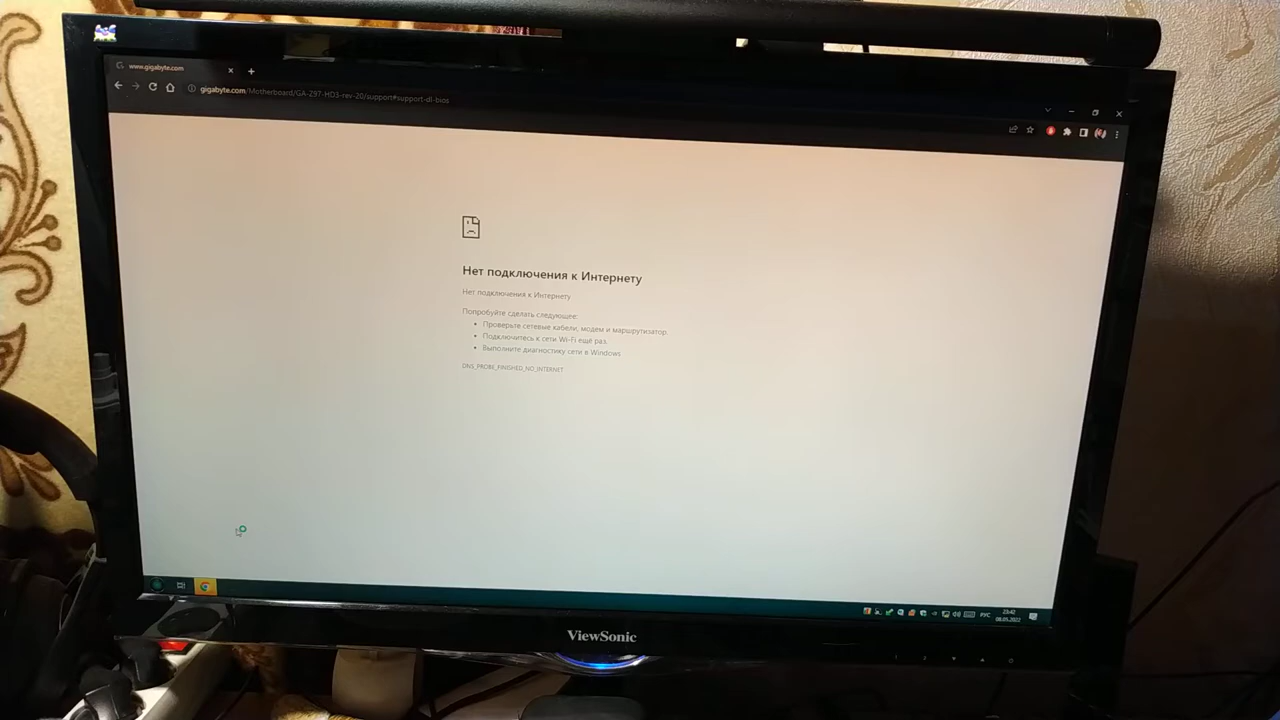 www.gigabyte.com
gigabyte.com/Motherboard/GA-Z97-HD3-rev-20/support#support-dl-bios
Нет подключения к Интернету
Нет подключения к Интернету
Попробуйте сделать следующее:
Проверьте сетевые кабели, модем и маршрутизатор.
Подключитесь к сети Wi-Fi ещё раз.
Выполните диагностику сети в Windows
DNS_PROBE_FINISHED_NO_INTERNET
РУС
23:42
ViewSonic